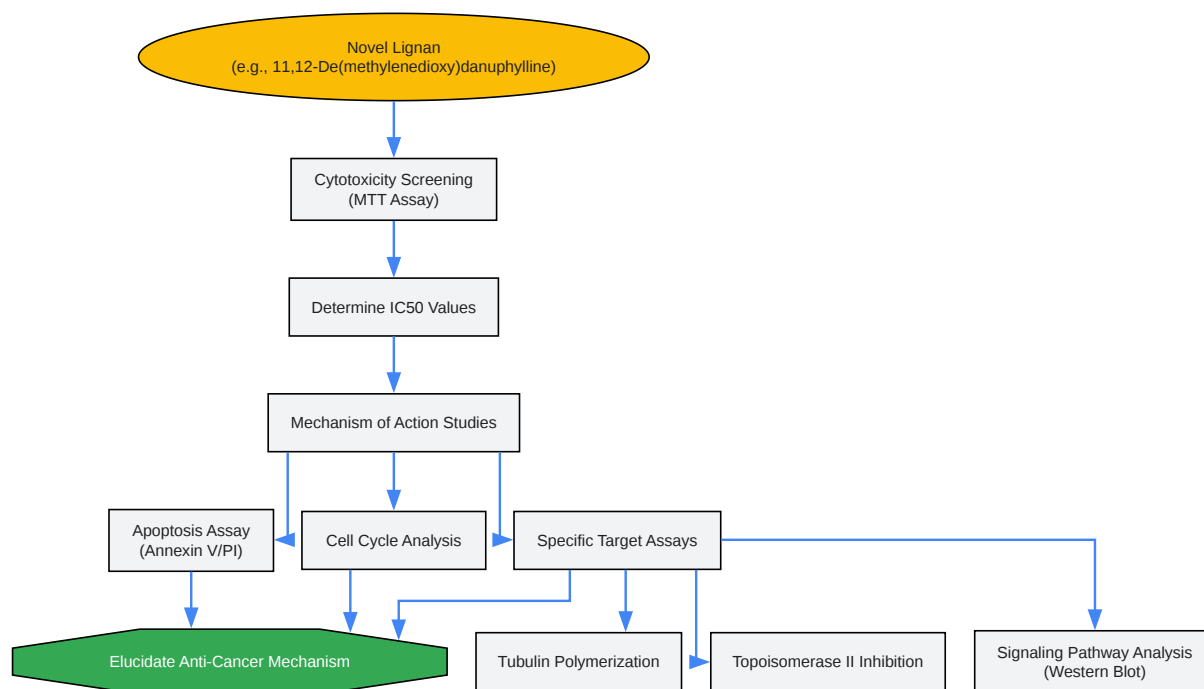 Novel Lignan
(e.g., 11,12-De(methylenedioxy)danuphylline)
Cytotoxicity Screening
(MTT Assay)
Determine IC50 Values
Mechanism of Action Studies
Apoptosis Assay
(Annexin V/PI)
Cell Cycle Analysis
Specific Target Assays
Elucidate Anti-Cancer Mechanism
Tubulin Polymerization
Topoisomerase II Inhibition
Signaling Pathway Analysis
(Western Blot)